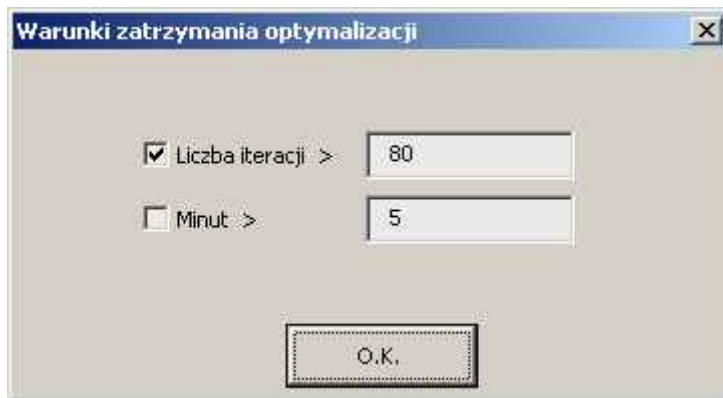 Warunki zatrzymania optymalizacji
Liczba iteracji > 80
Minut > 5
O.K.